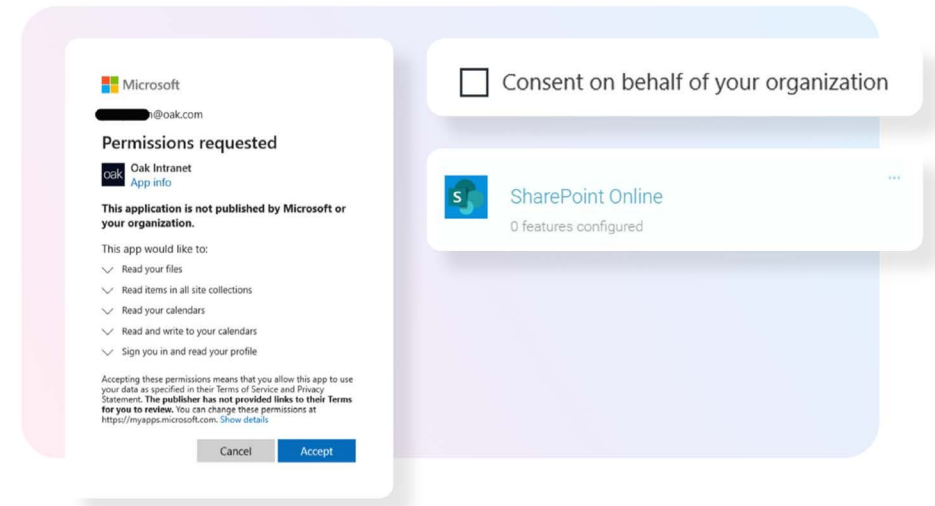 Microsoft
@oak.com
Permissions requested
oak
Oak Intranet
App info
This application is not published by Microsoft or
your organization.
This app would like to:
Read your files
Read items in all site collections
Read your calendars
Read and write to your calendars
Sign you in and read your profile
Accepting these permissions means that you allow this app to use
your data as specified in their Terms of Service and Privacy
Statement. The publisher has not provided links to their Terms
for you to review. You can change these permissions at
https://myapps.microsoft.com. Show details
Cancel
Accept
Consent on behalf of your organization
S
SharePoint Online
...
0 features configured